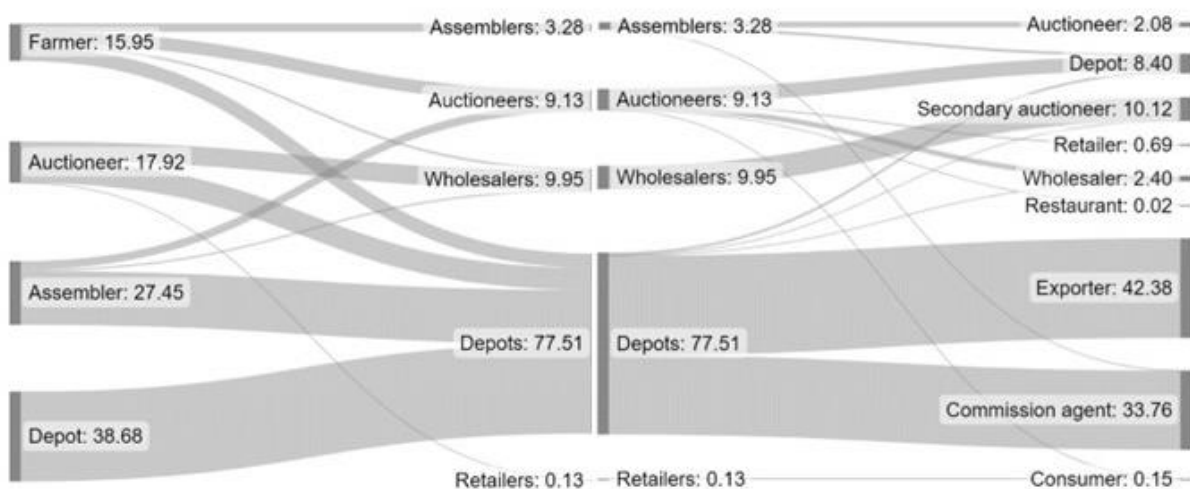 Farmer: 15.95
Auctioneer: 17.92
Assembler: 27.45
Depot: 38.68
Assemblers: 3.28
Auctioneers: 9.13
Wholesalers: 9.95
Depots: 77.51
Retailers: 0.13
Assemblers: 3.28
Auctioneers: 9.13
Wholesalers: 9.95
Depots: 77.51
Retailers: 0.13
Auctioneer: 2.08
Depot: 8.40
Secondary auctioneer: 10.12
Retailer: 0.69
Wholesaler: 2.40
Restaurant: 0.02
Exporter: 42.38
Commission agent: 33.76
Consumer: 0.15